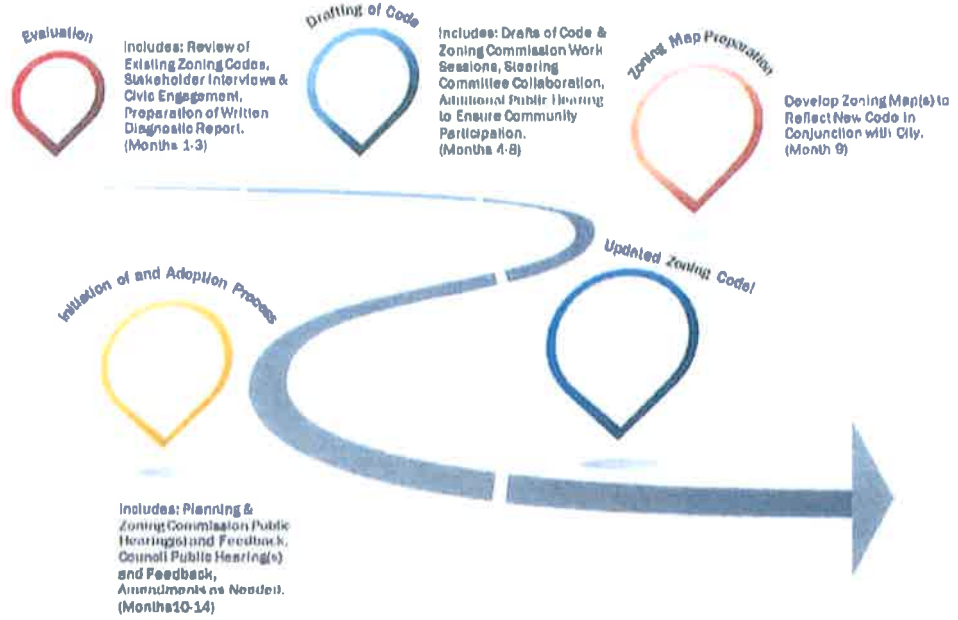 Evaluation
Includes: Review of
Existing Zoning Codes,
Stakeholder Interviews &
Civic Engagement,
Preparation of Written
Diagnostic Report.
(Months 1-3)
Drafting of Code
Includes: Drafts of Code &
Zoning Commission Work
Sessions, Steering
Committee Collaboration,
Additional Public Hearing
to Ensure Community
Participation.
(Months 4-8)
Zoning Map Preparation
Develop Zoning Map(s) to
Reflect New Code in
Conjunction with City.
(Month 9)
Initiation of and Adoption Process
Includes: Planning &
Zoning Commission Public
Hearing(s) and Feedback,
Council Public Hearing(s)
and Feedback,
Amendments as Needed.
(Months10-14)
Updated Zoning Code!